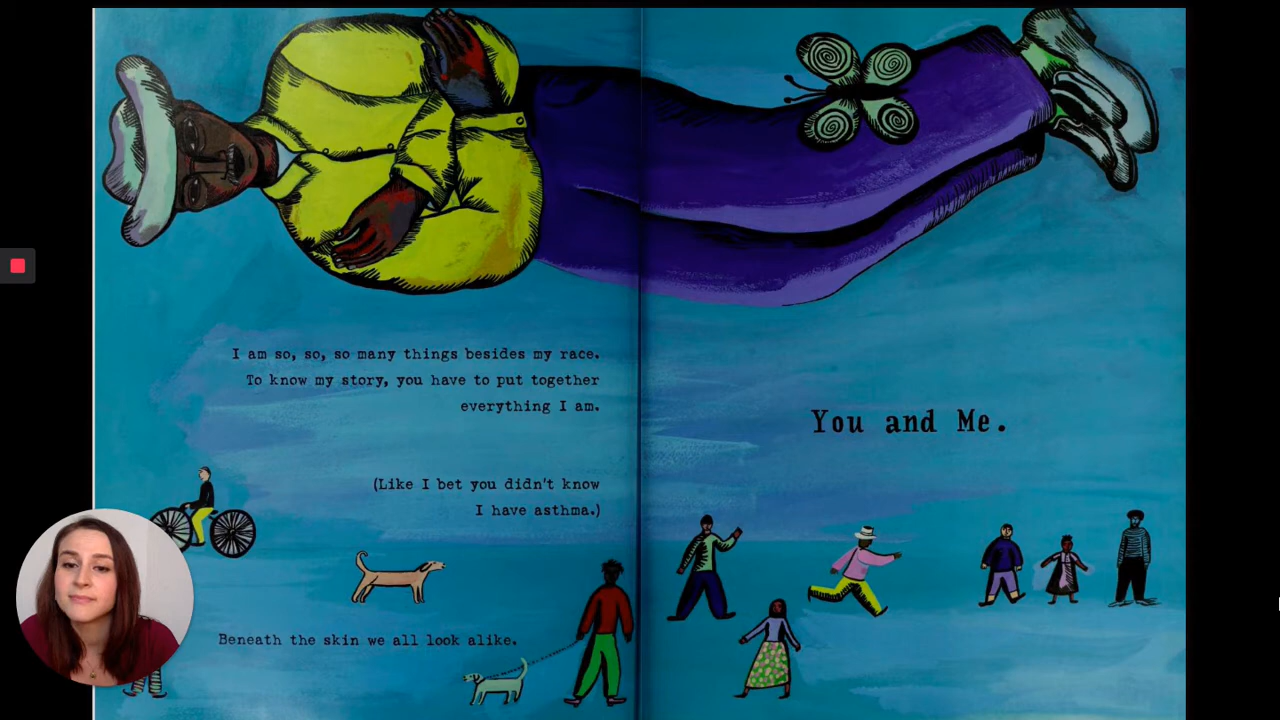 I am so, so, so many things besides my race.
To know my story, you have to put together
everything I am.
(Like I bet you didn't know
I have asthma.)
Beneath the skin we all look alike.
You and Me.